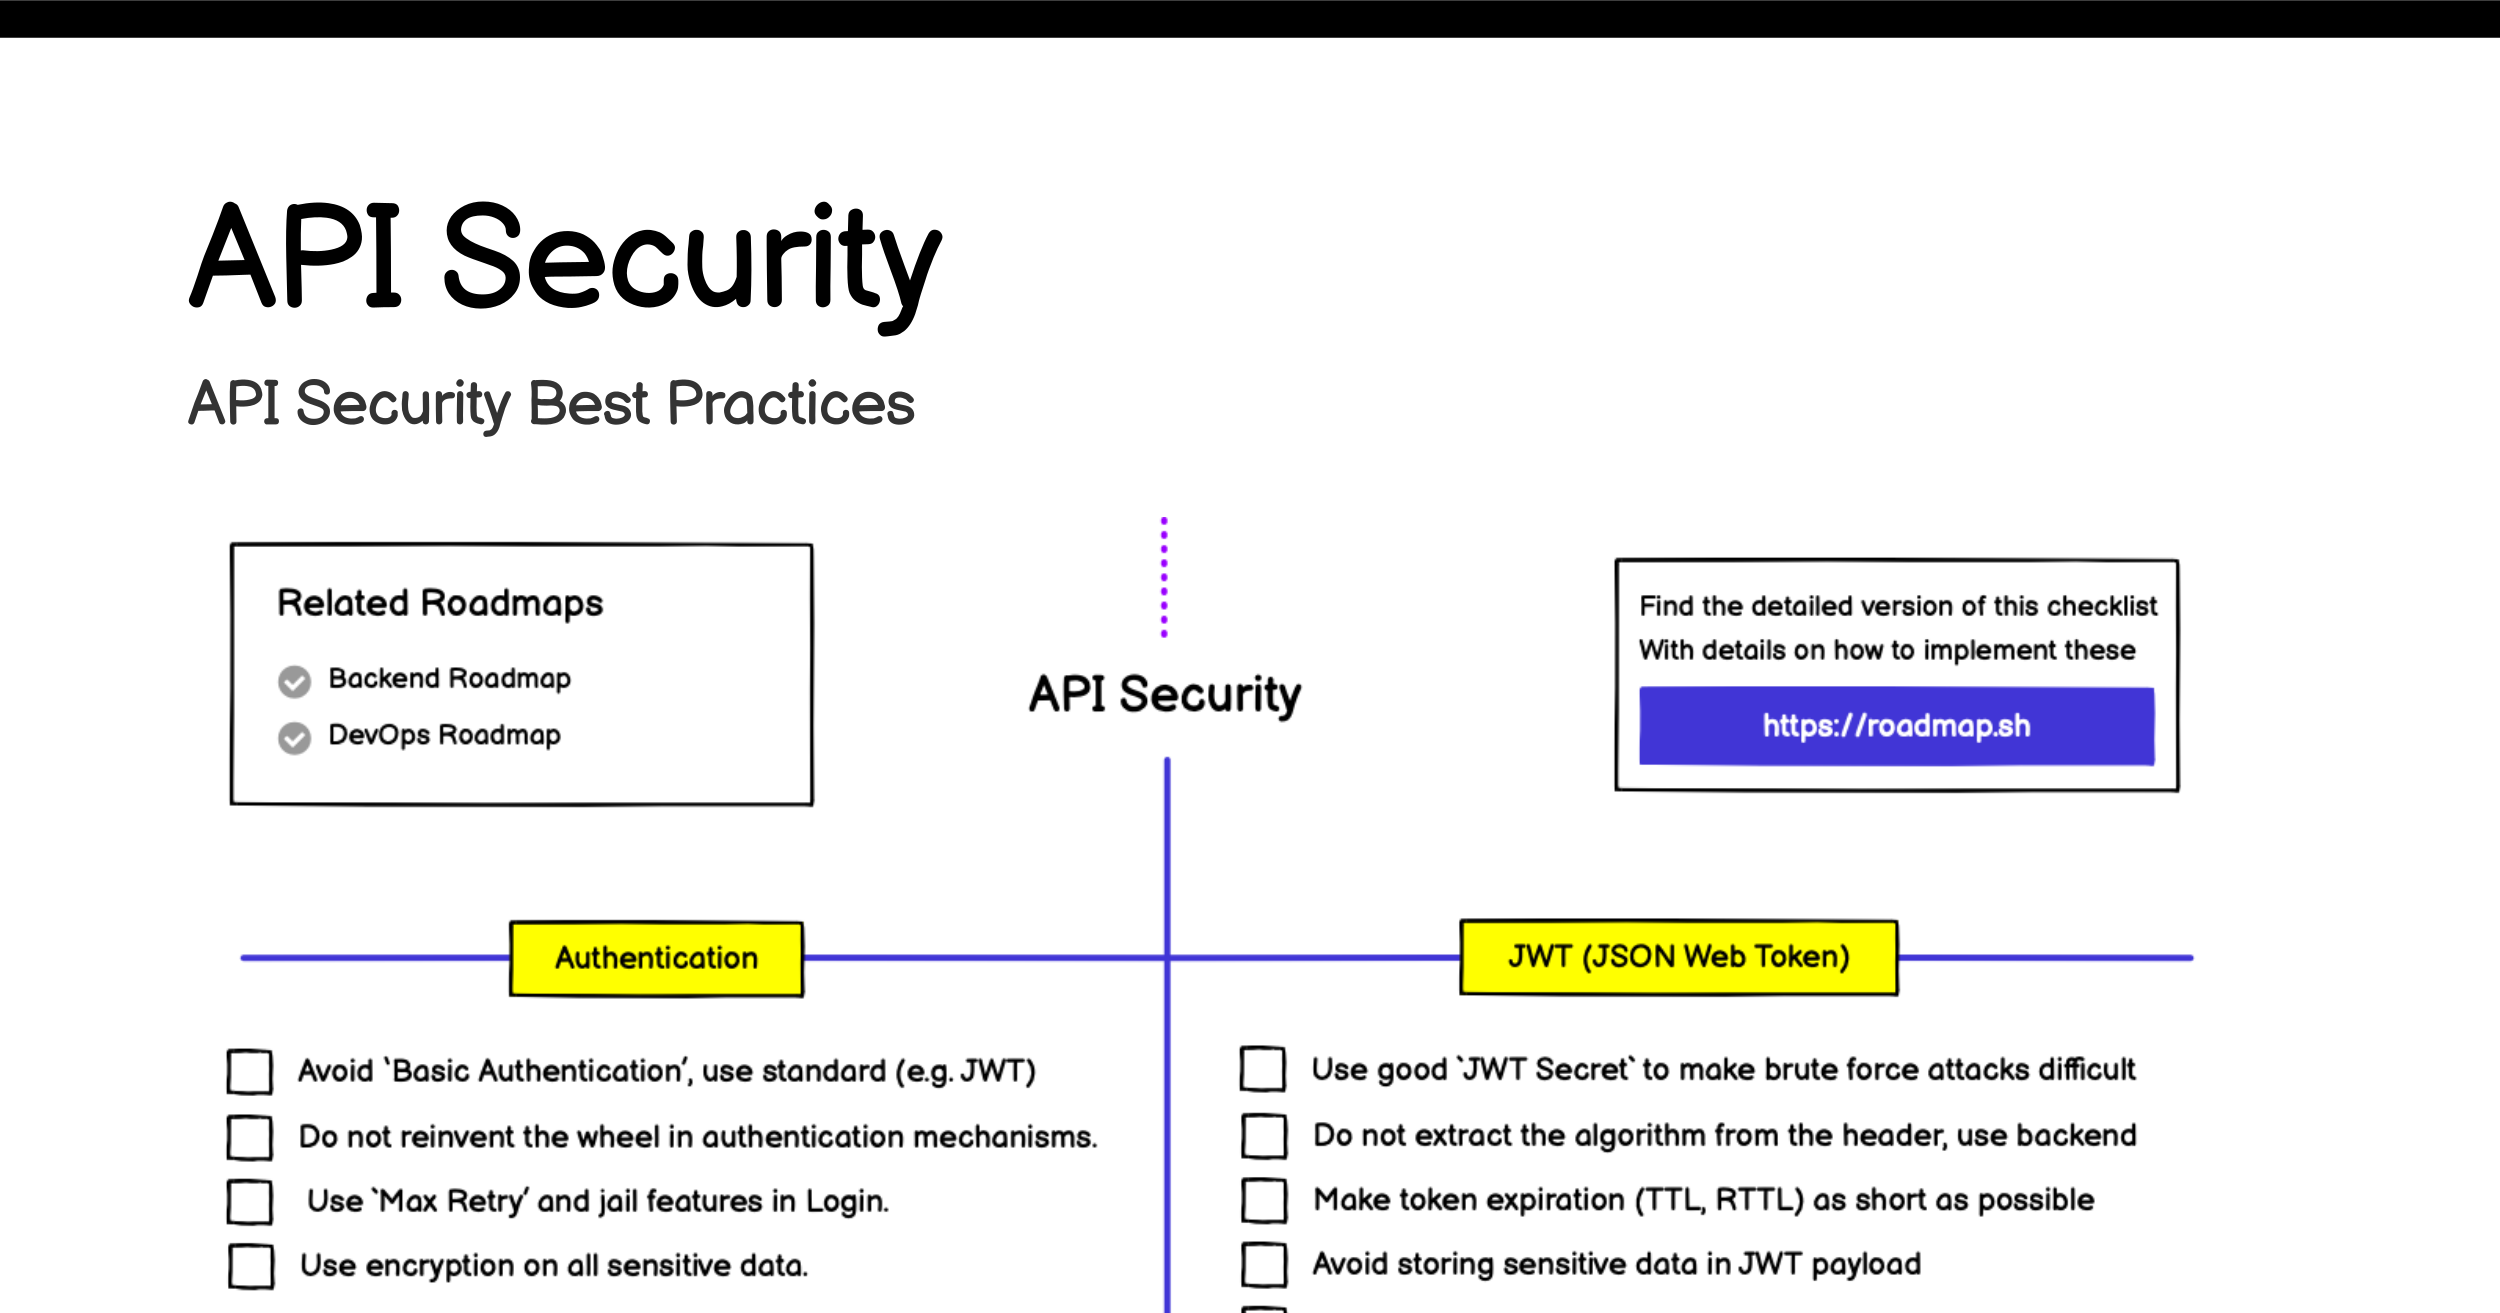 API Security
API Security Best Practices
Related Roadmaps
Backend Roadmap
DevOps Roadmap
API Security
Find the detailed version of this checklist
With details on how to implement these
https://roadmap.sh
Authentication
Avoid `Basic Authentication', use standard (e.g. JWT)
Do not reinvent the wheel in authentication mechanisms.
Use `Max Retry' and jail features in Login.
Use encryption on all sensitive data.
JWT (JSON Web Token)
Use good `JWT Secret` to make brute force attacks difficult
Do not extract the algorithm from the header, use backend
Make token expiration (TTL, RTTL) as short as possible
Avoid storing sensitive data in JWT payload